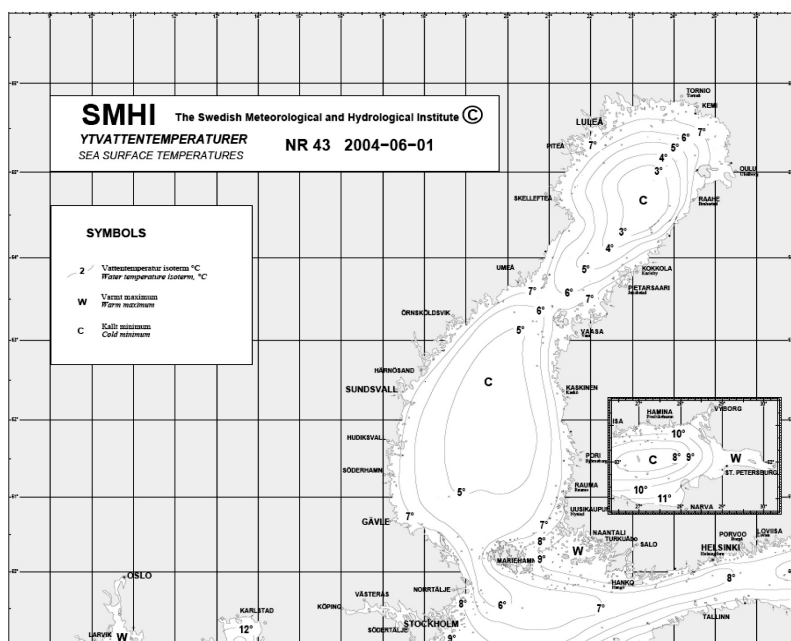 SMHI The Swedish Meteorological and Hydrological Institute ©
YTVATTENTEMPERATURER
SEA SURFACE TEMPERATURES
NR 43 2004-06-01
SYMBOLS
2 Vattentemperatur isoterm °C
Water temperature isoterm, °C
W Varmt maximum
Warm maximum
C Kallt minimum
Cold minimum
TORNIO
KEMI
LULEÅ
PITEÅ
7°
6°
7°
5°
4°
3°
OULU
SKELLEFTEÅ
C
RAAHE
3°
4°
UMEÅ
5°
KOKKOLA
PIETARSAARI
7°
6°
7°
6°
ÖRNSKÖLDSVIK
5°
VAASA
HÄRNÖSAND
C
SUNDSVALL
KASKINEN
HUDIKSVALL
PORI
SÖDERHAMN
5°
RAUMA
GÄVLE
7°
7°
UUSIKAUPUNKI
8°
NAANTALI
TURKU
9°
W
SALO
MARIEHAMN
HANKO
HELSINKI
PORVOO
LOVIISA
8°
TALLINN
HAMINA
VYBORG
10°
C
8°
9°
W
ST. PETERSBURG
10°
11°
NARVA
OSLO
LARVIK
W
KARLSTAD
12°
KÖPING
VÄSTERÅS
NORRTÄLJE
8°
6°
7°
STOCKHOLM
SÖDERTÄLJE
9°